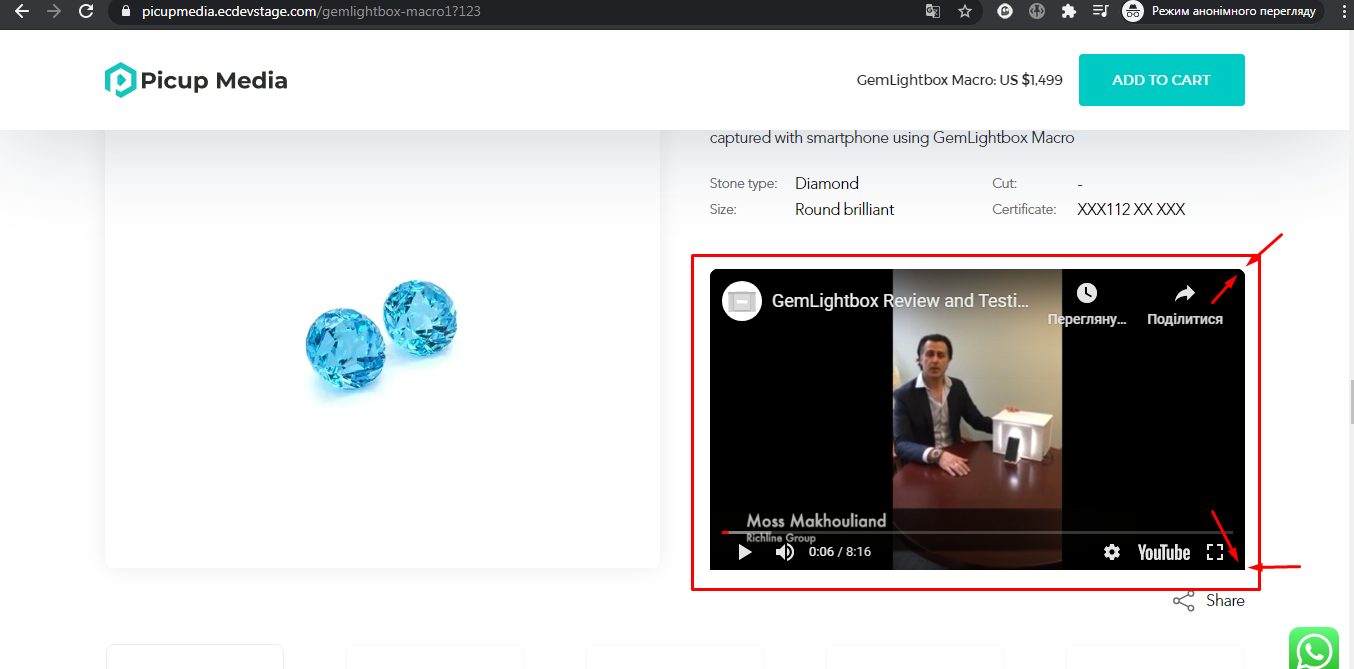 picupmedia.ecdevstage.com/gemlightbox-macro1?123
Режим анонімного перегляду
Picup Media
GemLightbox Macro: US $1,499
ADD TO CART
captured with smartphone using GemLightbox Macro
Stone type: Diamond
Cut: -
Size: Round brilliant
Certificate: XXX112 XX XXX
GemLightbox Review and Testi...
Перегляну...
Поділитися
Moss Makhouliand
Richline Group
0:06 / 8:16
YouTube
Share